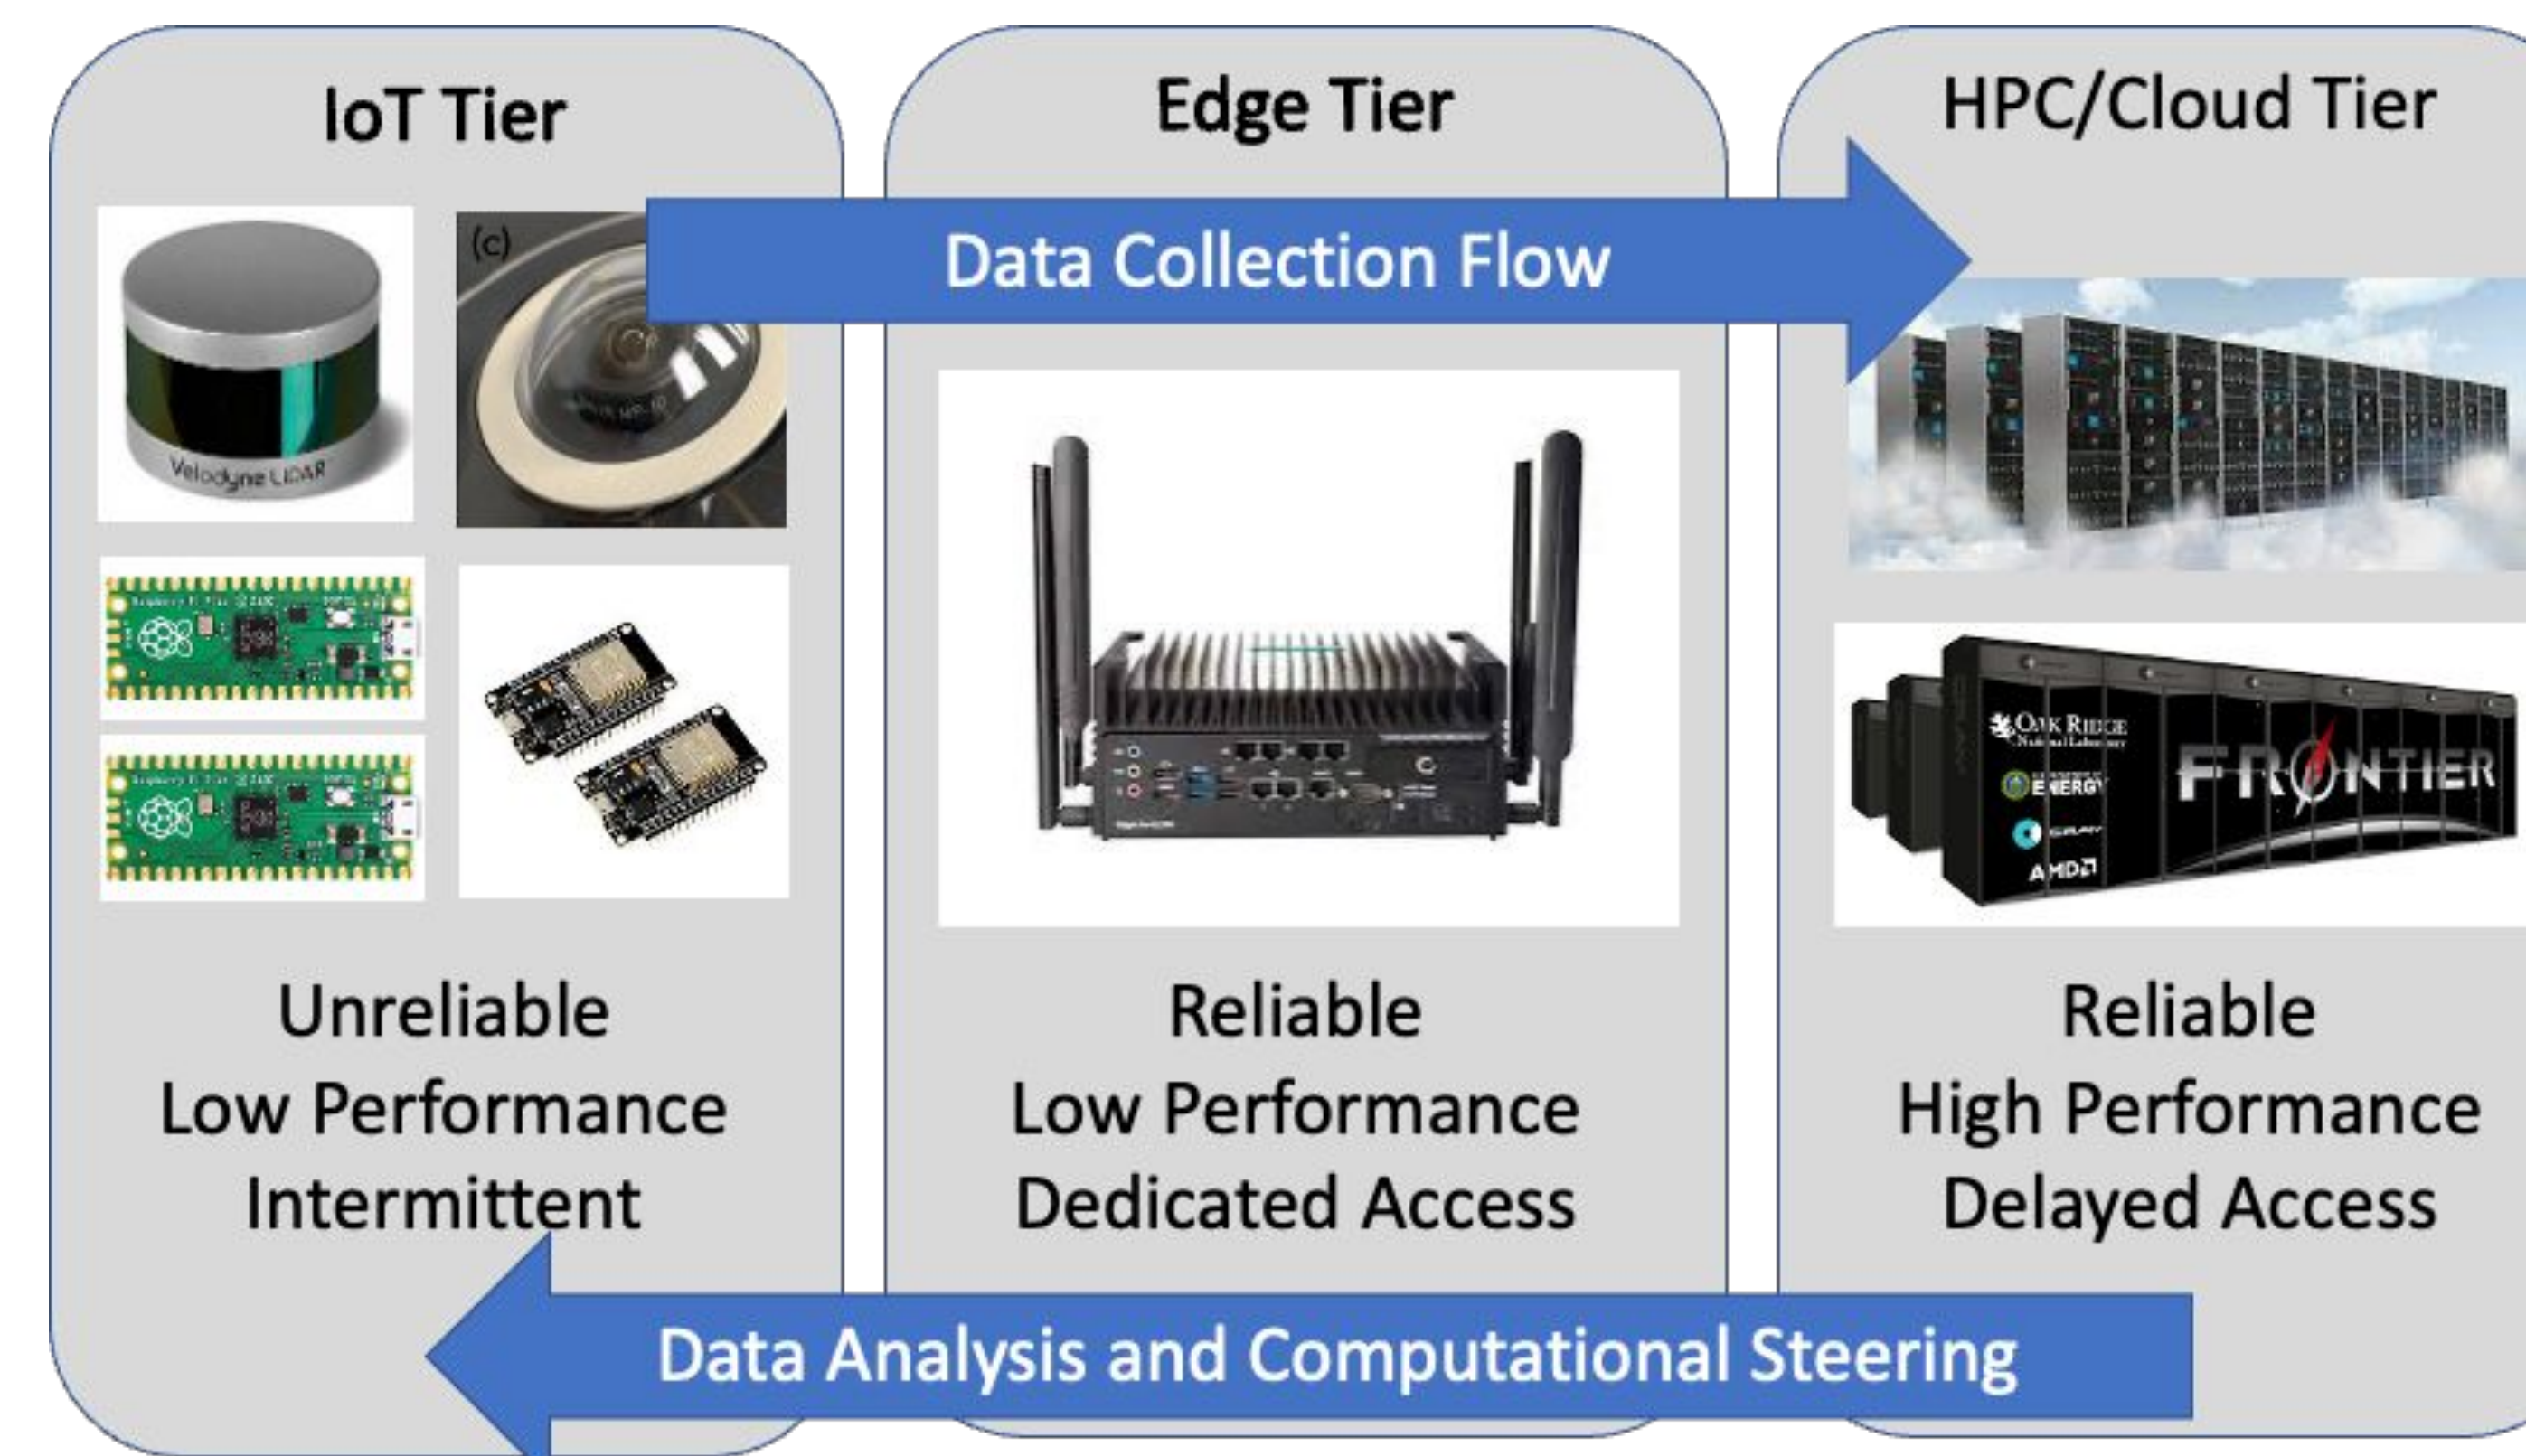 IoT Tier
Edge Tier
HPC/Cloud Tier
Data Collection Flow
(c)
Velodyne LiDAR
OAK RIDGE
National Laboratory
ENERGY
FRONTIER
CRAY
AMD
Unreliable
Low Performance
Intermittent
Reliable
Low Performance
Dedicated Access
Reliable
High Performance
Delayed Access
Data Analysis and Computational Steering